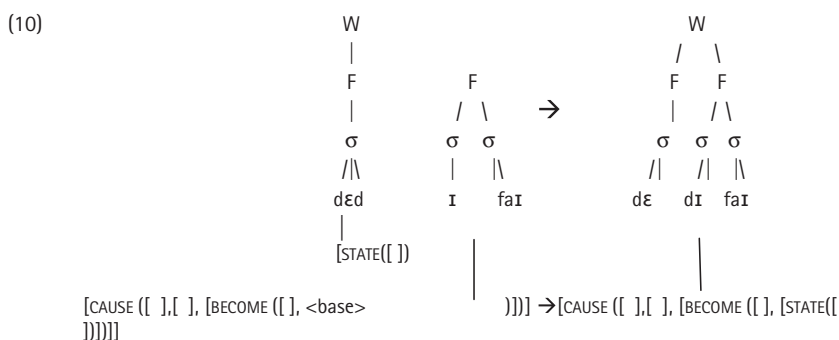 (10) W W
| / \
F F F F
| / \ → | / \
σ σ σ σ σ σ
/|\ | |\ /| /| |\
dɛd ɪ faɪ dɛ dɪ faɪ
|
[STATE([ ])
[CAUSE ([ ],[ ], [BECOME ([ ], <base> )])] →[CAUSE ([ ],[ ], [BECOME ([ ], [STATE([
])])]]